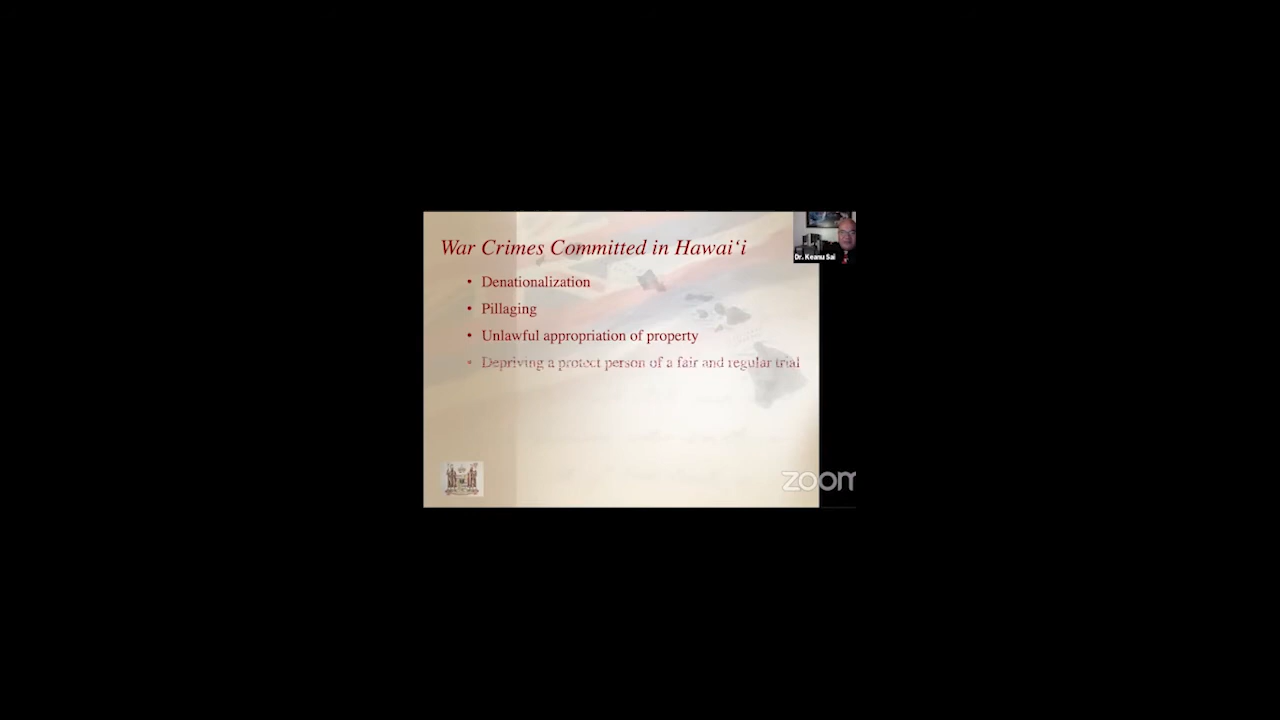 War Crimes Committed in Hawai‘i
• Denationalization
• Pillaging
• Unlawful appropriation of property
• Depriving a protect person of a fair and regular trial
Dr. Keanu Sai
zoom